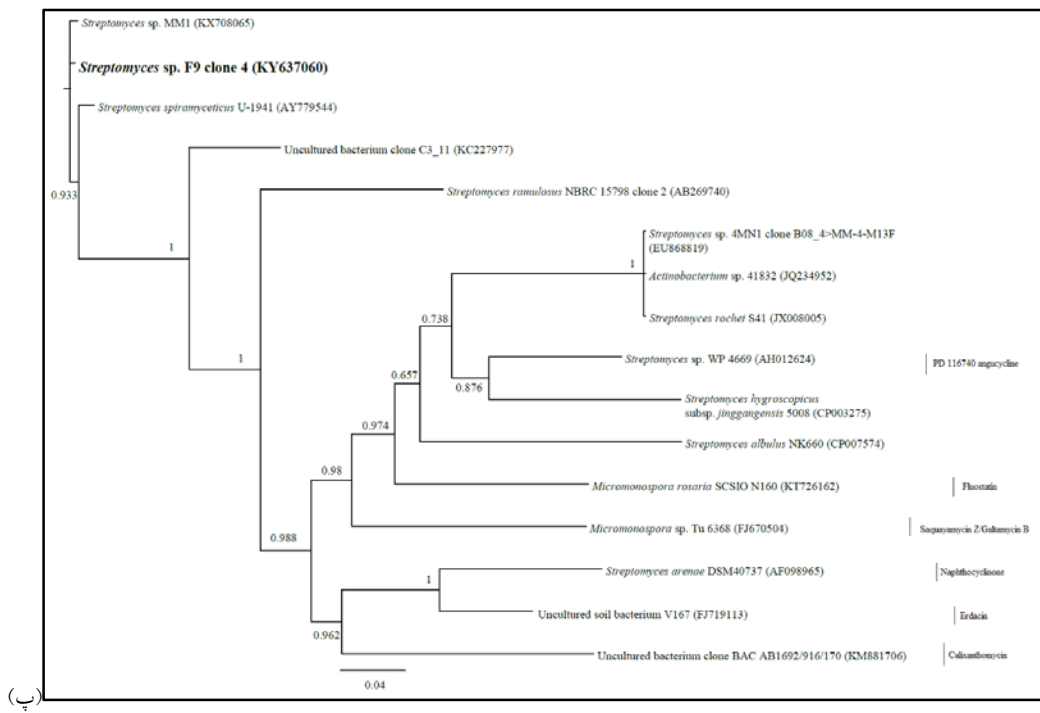 Streptomyces sp. MM1 (KX708065)
Streptomyces sp. F9 clone 4 (KY637060)
Streptomyces spiramyceticus U-1941 (AY779544)
Uncultured bacterium clone C3_11 (KC227977)
0.933
Streptomyces ramulosus NBRC 15798 clone 2 (AB269740)
Streptomyces sp. 4MN1 clone B08_4>MM-4-M13F
(EU868819)
1
1
Actinobacterium sp. 41832 (JQ234952)
Streptomyces rochei S41 (JX008005)
0.738
1
Streptomyces sp. WP 4669 (AH012624)
PD 116740 angucycline
0.657
0.876
Streptomyces hygroscopicus
subsp. jinggangensis 5008 (CP003275)
0.974
Streptomyces albulus NK660 (CP007574)
0.98
Micromonospora rosaria SCSIO N160 (KT726162)
Fluostatin
Micromonospora sp. Tu 6368 (FJ670504)
Saquayamycin Z/Galtamycin B
0.988
Streptomyces arenae DSM40737 (AF098965)
Naphthocyclinone
1
Uncultured soil bacterium V167 (FJ719113)
Erdacin
0.962
Uncultured bacterium clone BAC AB1692/916/170 (KM881706)
Calixanthomycin
0.04
(پ)